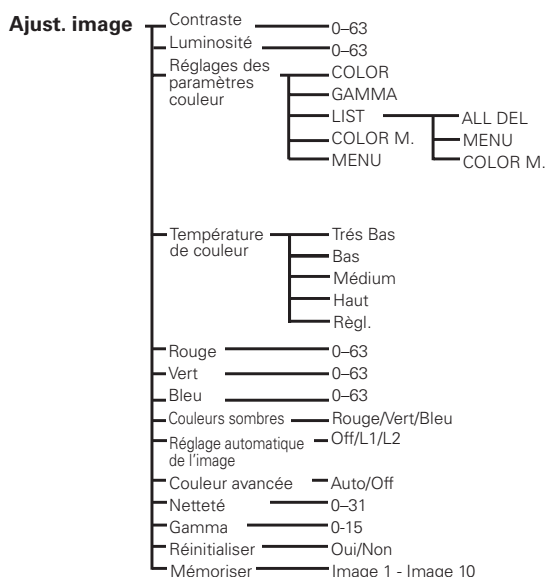 Ajust. image
Contraste 0–63
Luminosité 0–63
Réglages des
paramètres
couleur
COLOR
GAMMA
LIST
COLOR M.
MENU
ALL DEL
MENU
COLOR M.
Température
de couleur
Trés Bas
Bas
Médium
Haut
Règl.
Rouge 0–63
Vert 0–63
Bleu 0–63
Couleurs sombres Rouge/Vert/Bleu
Réglage automatique
de l'image
Off/L1/L2
Couleur avancée Auto/Off
Netteté 0–31
Gamma 0-15
Réinitialiser Oui/Non
Mémoriser Image 1 - Image 10